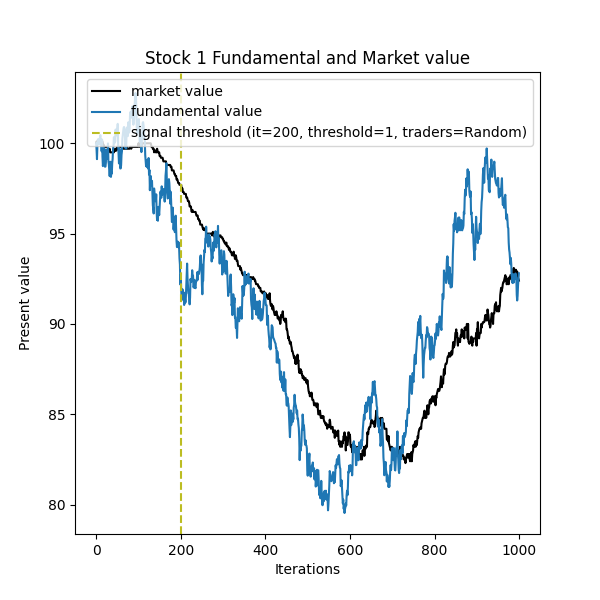 Stock 1 Fundamental and Market value
market value
fundamental value
signal threshold (it=200, threshold=1, traders=Random)
100
95
90
85
80
Present value
0 200 400 600 800 1000
Iterations